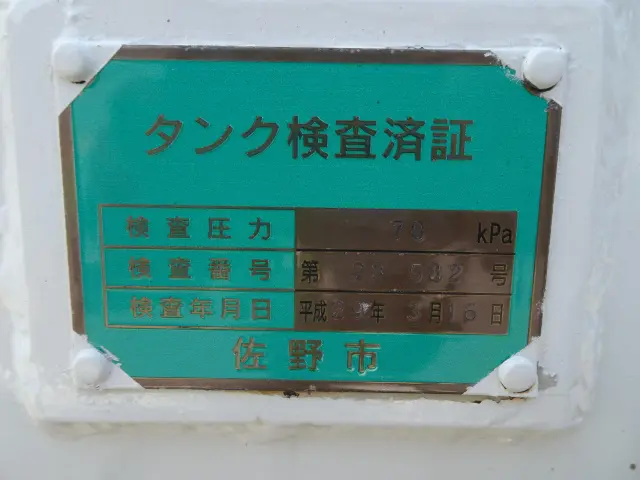 タンク検査済証
検査圧力 70 kPa
検査番号 第 号
検査年月日 平成 年 3月 日
佐野市